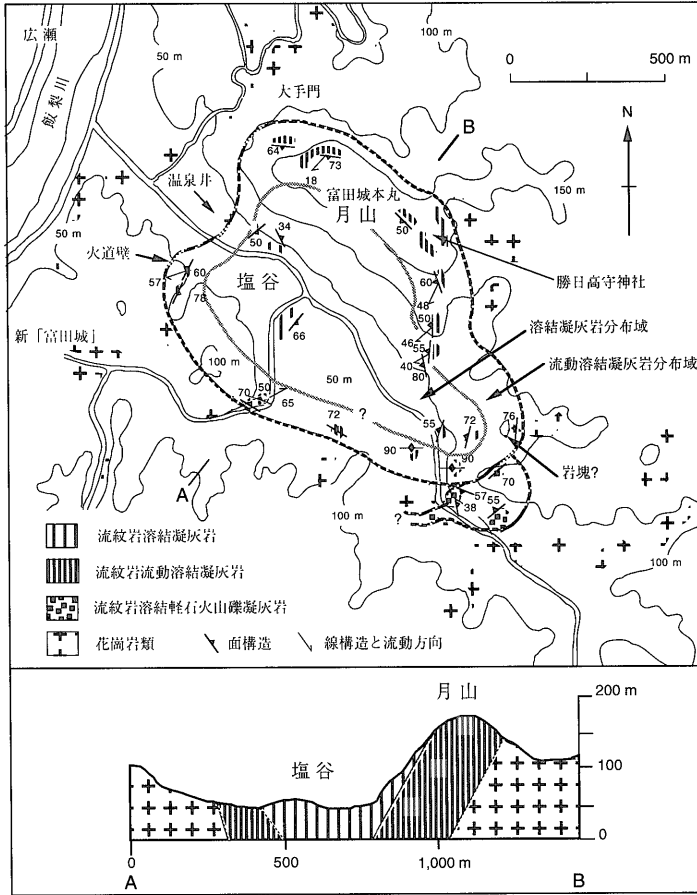 広瀬
飯梨川
50 m
50 m
100 m
0 500 m
N
大手門
B
64
73
18
150 m
温泉井
富田城本丸
月山
50
34
50
50 m
火道壁
57
60
78
塩谷
勝日高守神社
60
48
50
46
55
40
80
溶結凝灰岩分布域
流動溶結凝灰岩分布域
66
新「富田城」
100 m
50 m
70
50
65
?
72
55
72
76
90
90
岩塊?
70
A
100 m
57
55
38
?
100 m
流紋岩溶結凝灰岩
流紋岩流動溶結凝灰岩
流紋岩溶結軽石火山礫凝灰岩
花崗岩類
面構造
線構造と流動方向
月山
200 m
塩谷
100
0
0
500
1,000 m
A
B